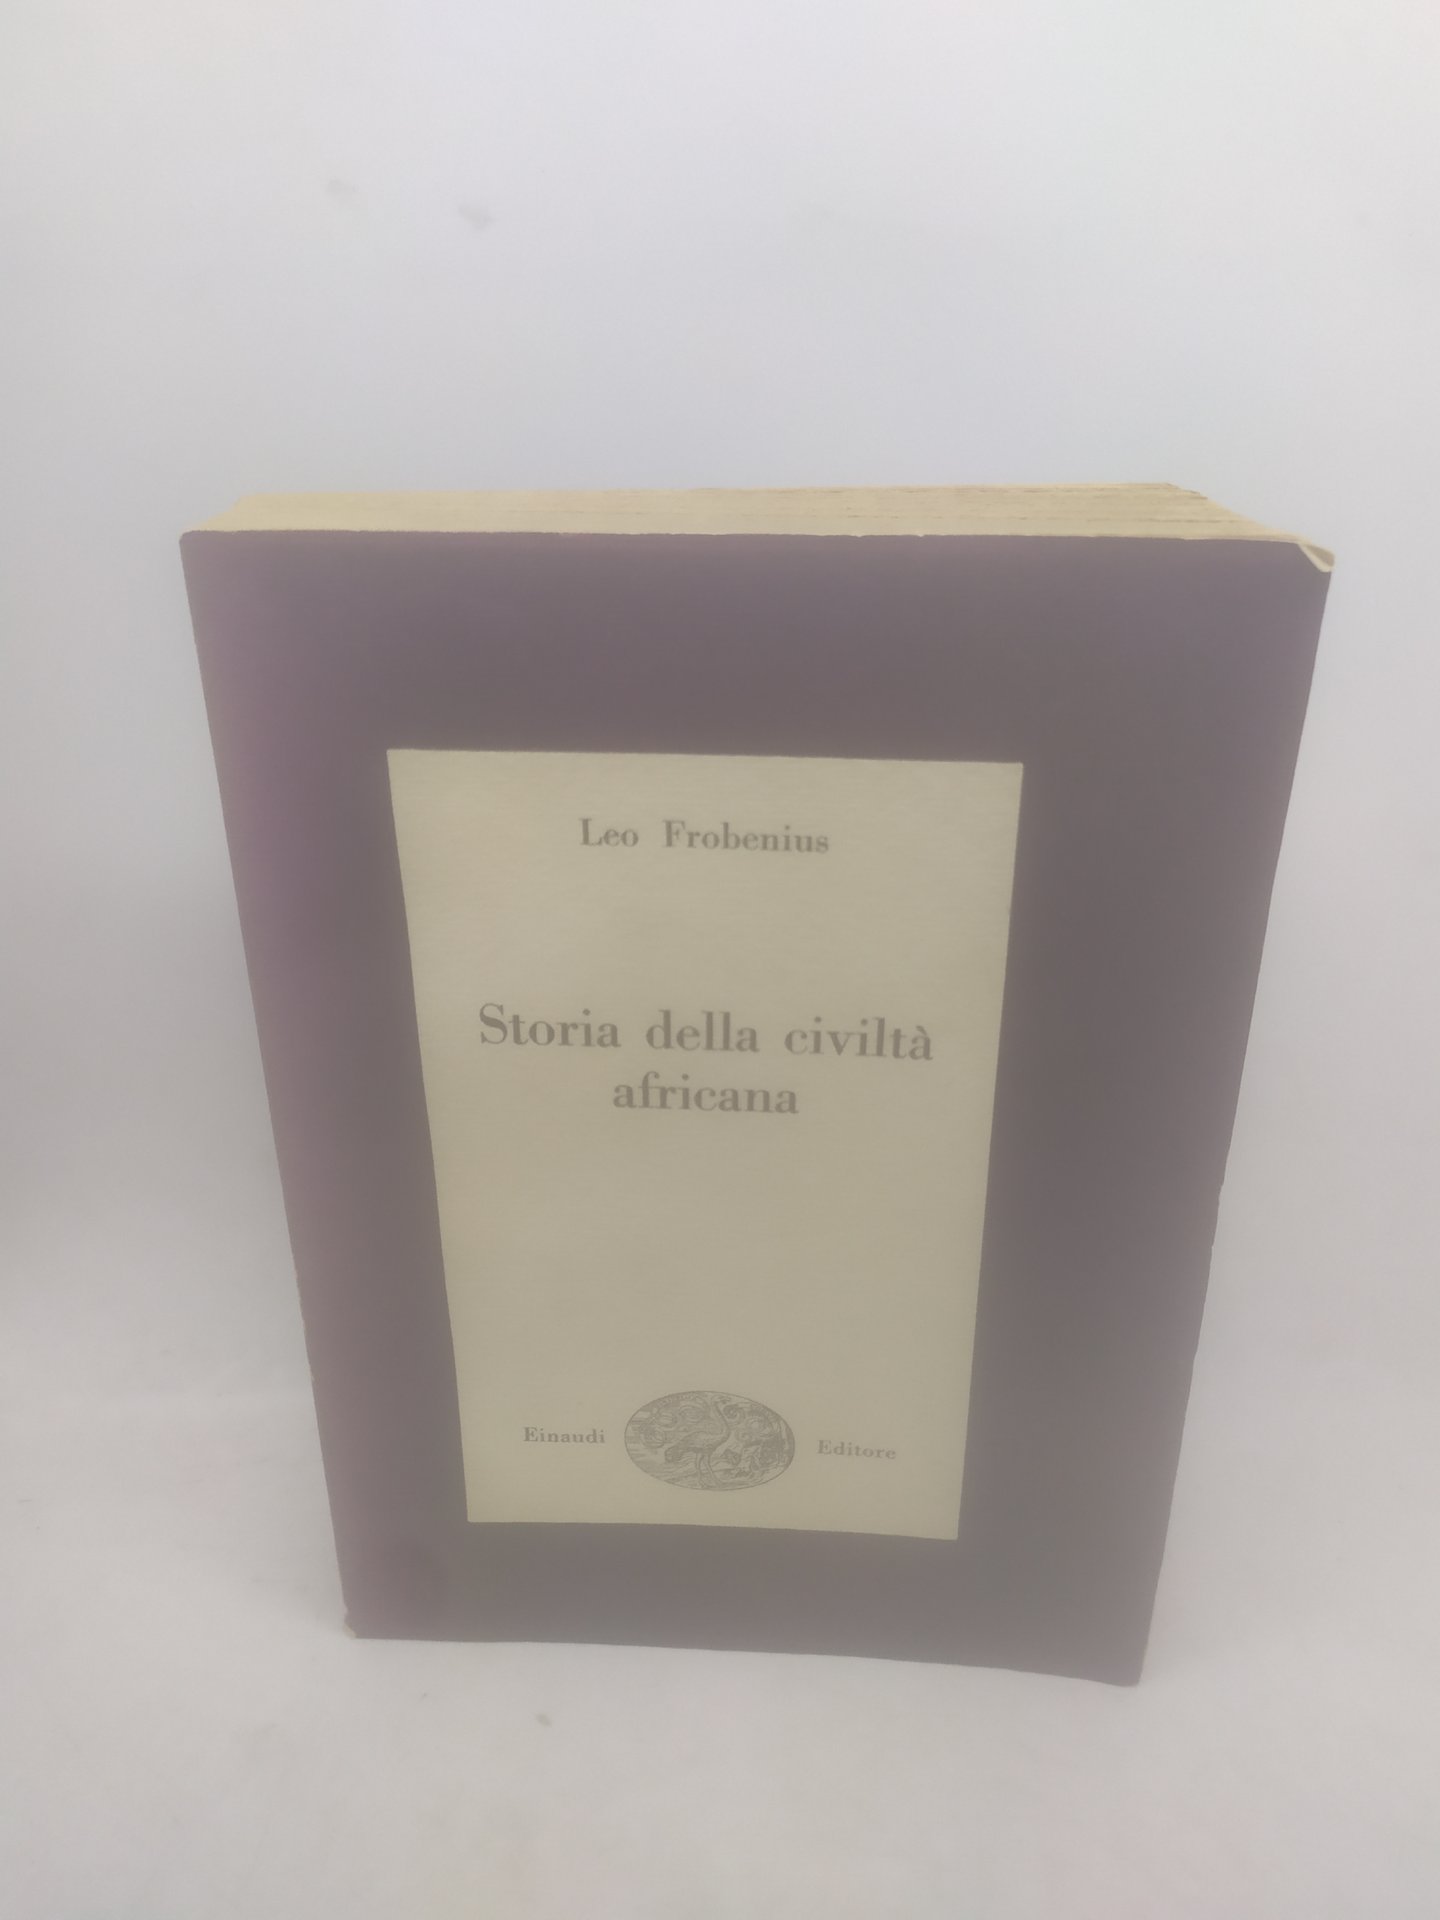 Leo Frobenius
Storia della civiltà
africana
Einaudi Editore